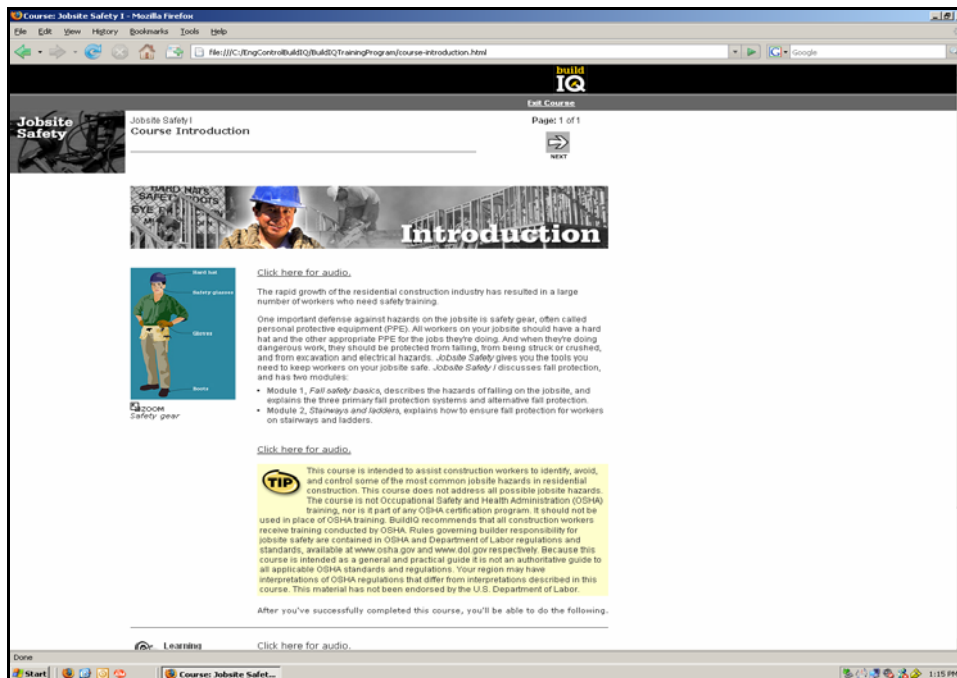 Course: Jobsite Safety I - Mozilla Firefox
File Edit View History Bookmarks Tools Help
file:///C:/EngControlBuildIQ/BuildIQTrainingProgram/course-introduction.html
Google
build
IQ
Exit Course
Jobsite
Safety
Jobsite Safety I
Course Introduction
Page: 1 of 1
NEXT
HARD HATS
SAFETY BOOTS
EYE
Introduction
Hard hat
Safety glasses
Gloves
Boots
ZOOM
Safety gear
Click here for audio.
The rapid growth of the residential construction industry has resulted in a large
number of workers who need safety training.
One important defense against hazards on the jobsite is safety gear, often called
personal protective equipment (PPE). All workers on your jobsite should have a hard
hat and the other appropriate PPE for the jobs they're doing. And when they're doing
dangerous work, they should be protected from falling, from being struck or crushed,
and from excavation and electrical hazards. Jobsite Safety gives you the tools you
need to keep workers on your jobsite safe. Jobsite Safety I discusses fall protection,
and has two modules:
• Module 1, Fall safety basics, describes the hazards of falling on the jobsite, and
explains the three primary fall protection systems and alternative fall protection.
• Module 2, Stairways and ladders, explains how to ensure fall protection for workers
on stairways and ladders.
Click here for audio.
TIP
This course is intended to assist construction workers to identify, avoid,
and control some of the most common jobsite hazards in residential
construction. This course does not address all possible jobsite hazards.
The course is not Occupational Safety and Health Administration (OSHA)
training, nor is it part of any OSHA certification program. It should not be
used in place of OSHA training. BuildIQ recommends that all construction workers
receive training conducted by OSHA. Rules governing builder responsibility for
jobsite safety are contained in OSHA and Department of Labor regulations and
standards, available at www.osha.gov and www.dol.gov respectively. Because this
course is intended as a general and practical guide it is not an authoritative guide to
all applicable OSHA standards and regulations. Your region may have
interpretations of OSHA regulations that differ from interpretations described in this
course. This material has not been endorsed by the U.S. Department of Labor.
After you've successfully completed this course, you'll be able to do the following.
Learning
Click here for audio.
Done
Start
Course: Jobsite Safet...
1:15 PM